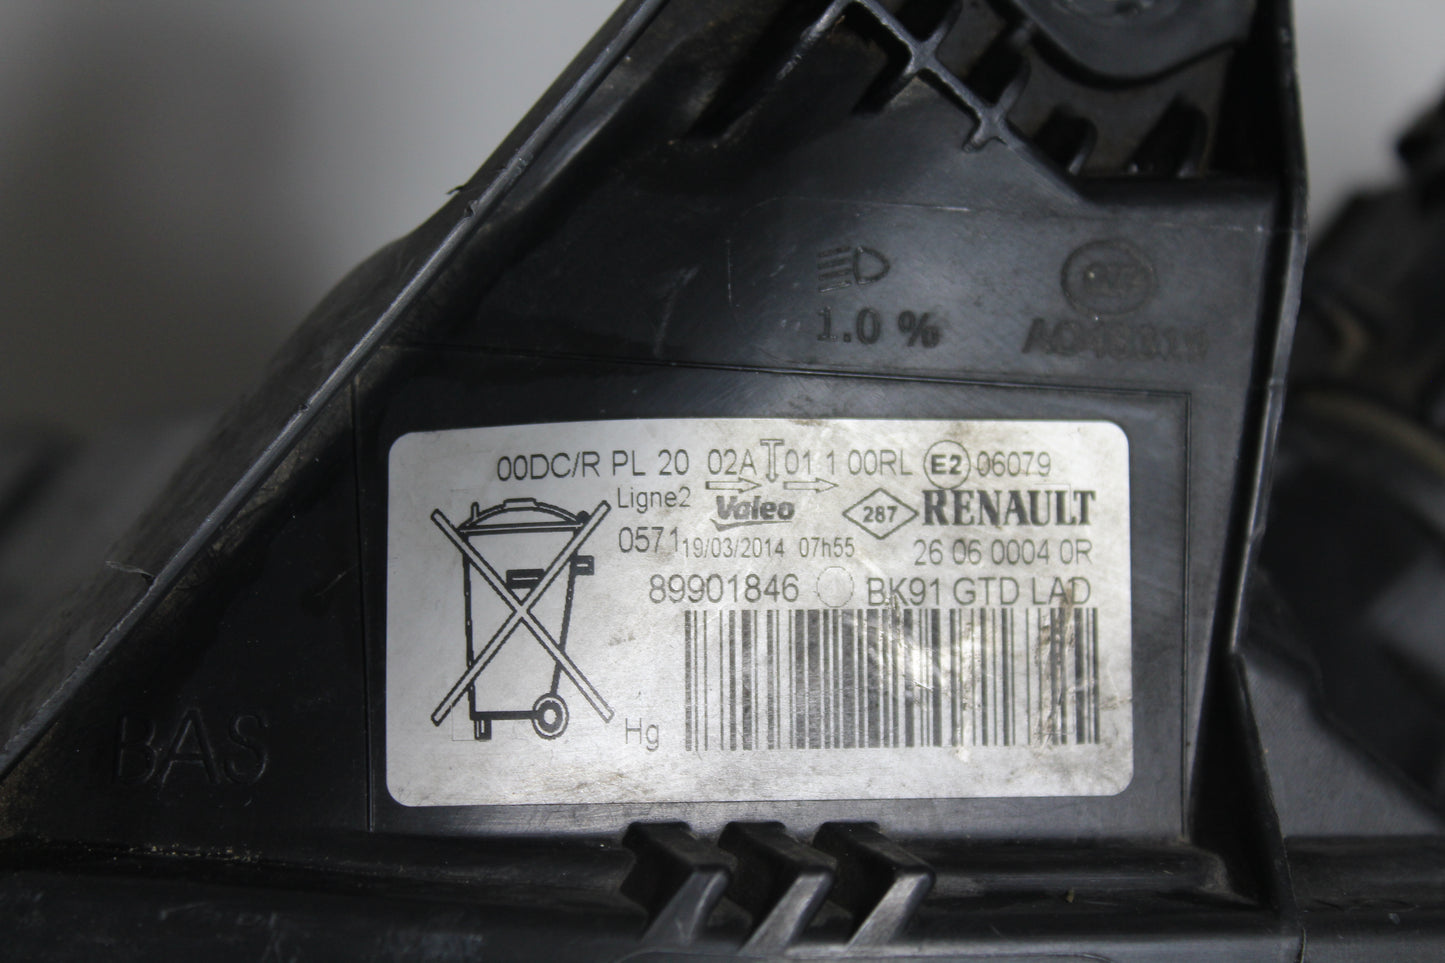 1.0 %
00DC/R PL 20 02A 01 1 00RL E2 06079
Ligne2 Valeo 287 RENAULT
0571 19/03/2014 07h55 26 06 0004 0R
89901846 BK91 GTD LAD
Hg
BAS